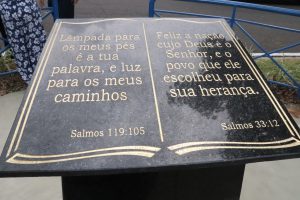 Lâmpada para
os meus pés
é a tua
palavra, e luz
para os meus
caminhos
Salmos 119:105
Feliz a nação
cujo Deus é o
Senhor, e o
povo que ele
escolheu para
sua herança.
Salmos 33:12